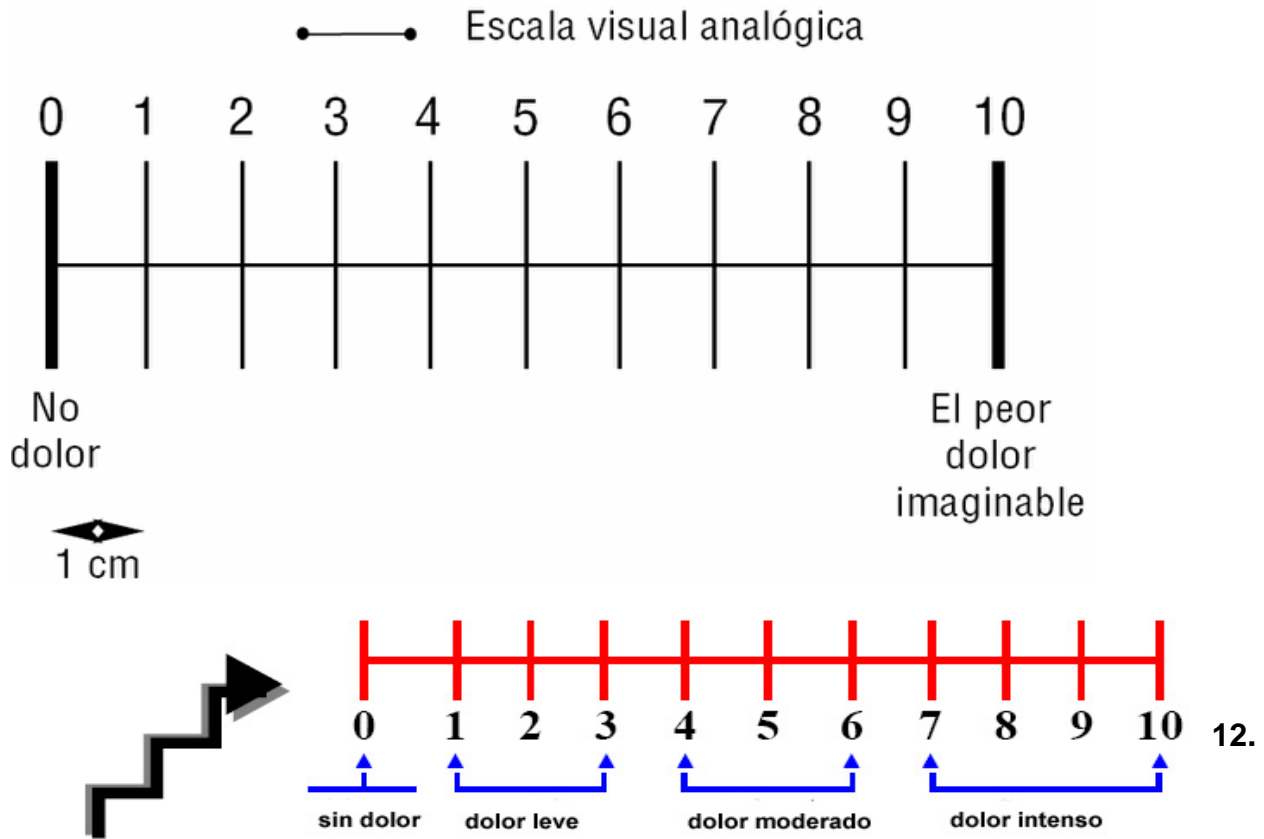 Escala visual analógica
0 1 2 3 4 5 6 7 8 9 10
No
dolor
El peor
dolor
imaginable
1 cm
0 1 2 3 4 5 6 7 8 9 10 12.
sin dolor dolor leve dolor moderado dolor intenso